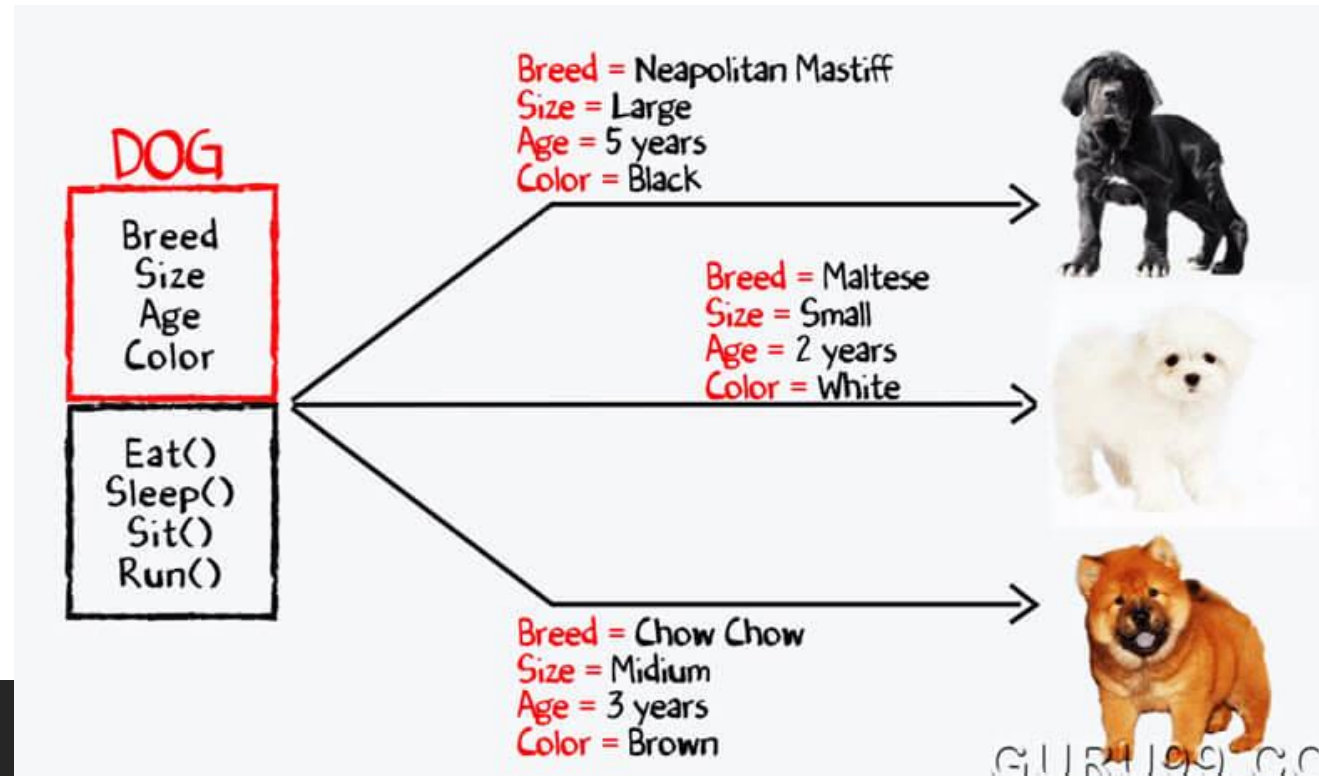 DOG
Breed
Size
Age
Color
Eat()
Sleep()
Sit()
Run()
Breed = Neapolitan Mastiff
Size = Large
Age = 5 years
Color = Black
Breed = Maltese
Size = Small
Age = 2 years
Color = White
Breed = Chow Chow
Size = Midium
Age = 3 years
Color = Brown
GURU99.CO